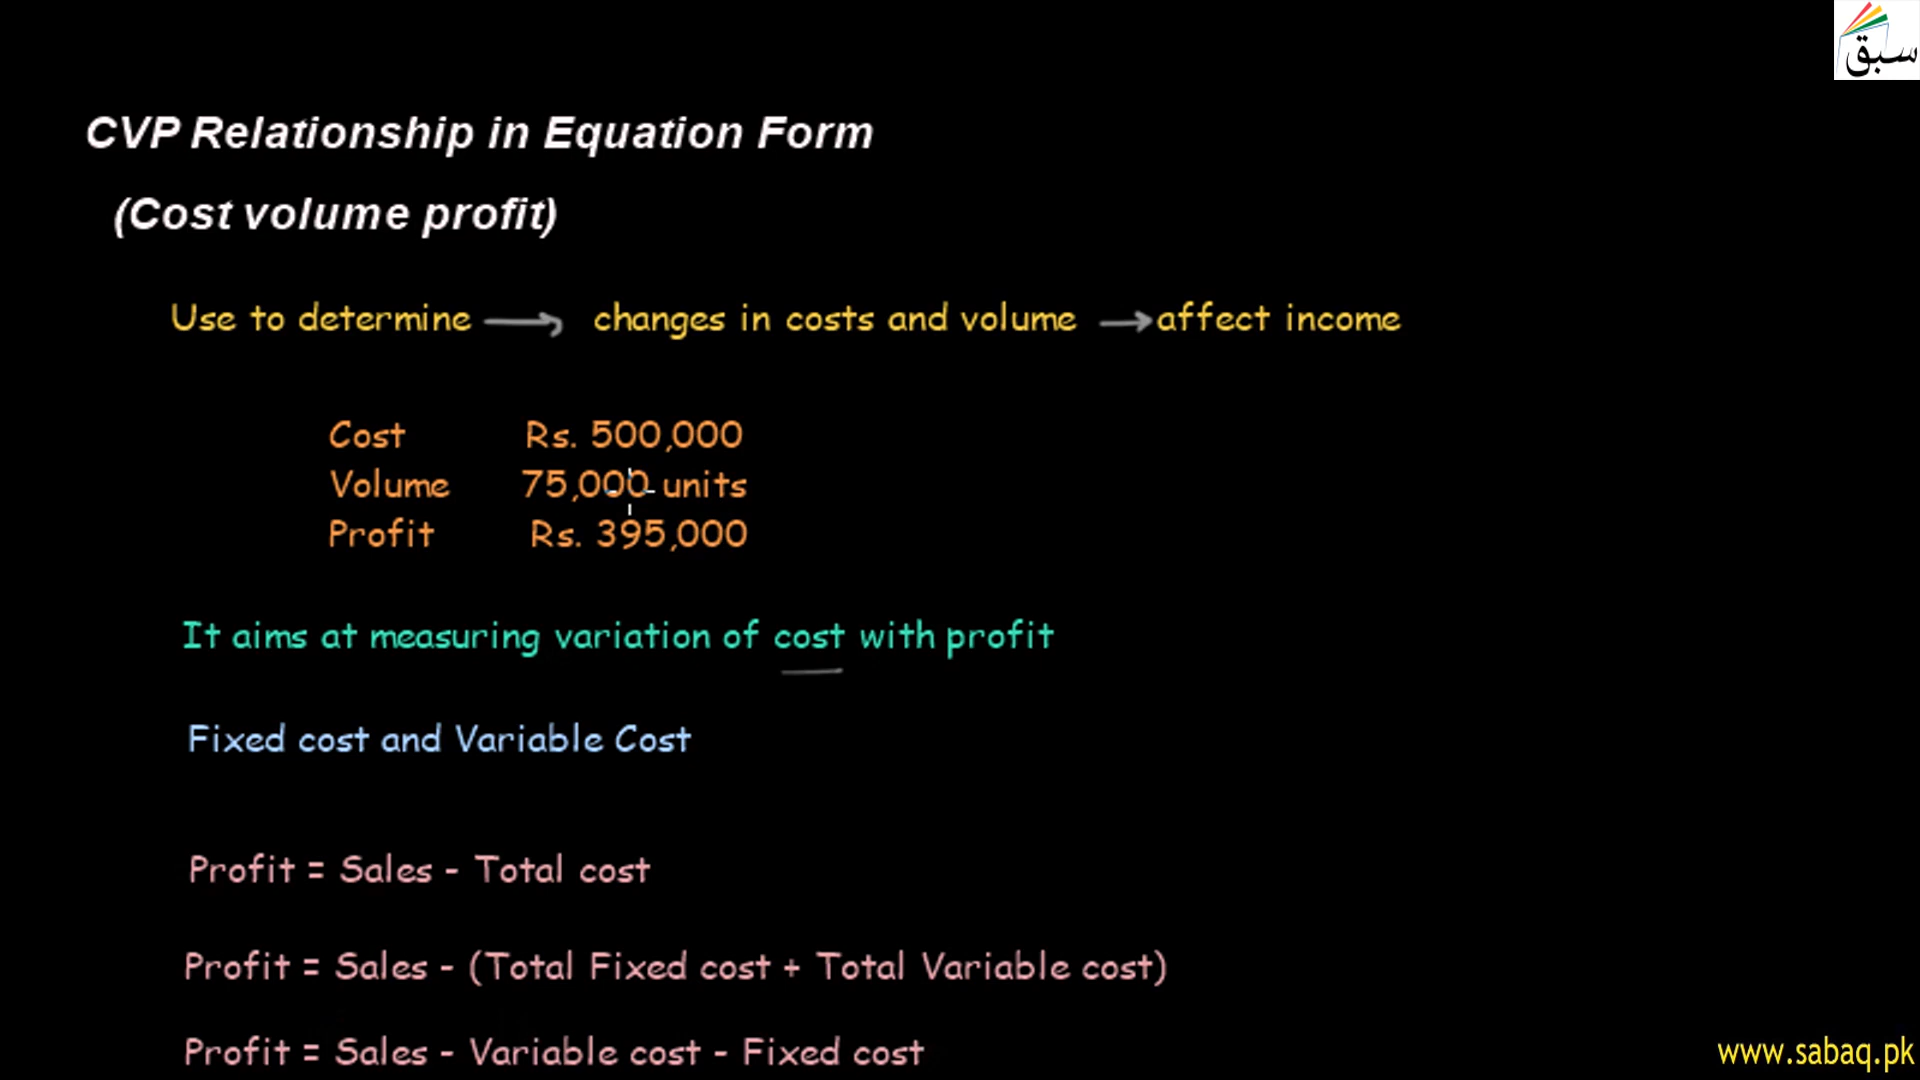 سبق
CVP Relationship in Equation Form
(Cost volume profit)
Use to determine → changes in costs and volume → affect income
Cost Rs. 500,000
Volume 75,000 units
Profit Rs. 395,000
It aims at measuring variation of cost with profit
Fixed cost and Variable Cost
Profit = Sales - Total cost
Profit = Sales - (Total Fixed cost + Total Variable cost)
Profit = Sales - Variable cost - Fixed cost
www.sabaq.pk